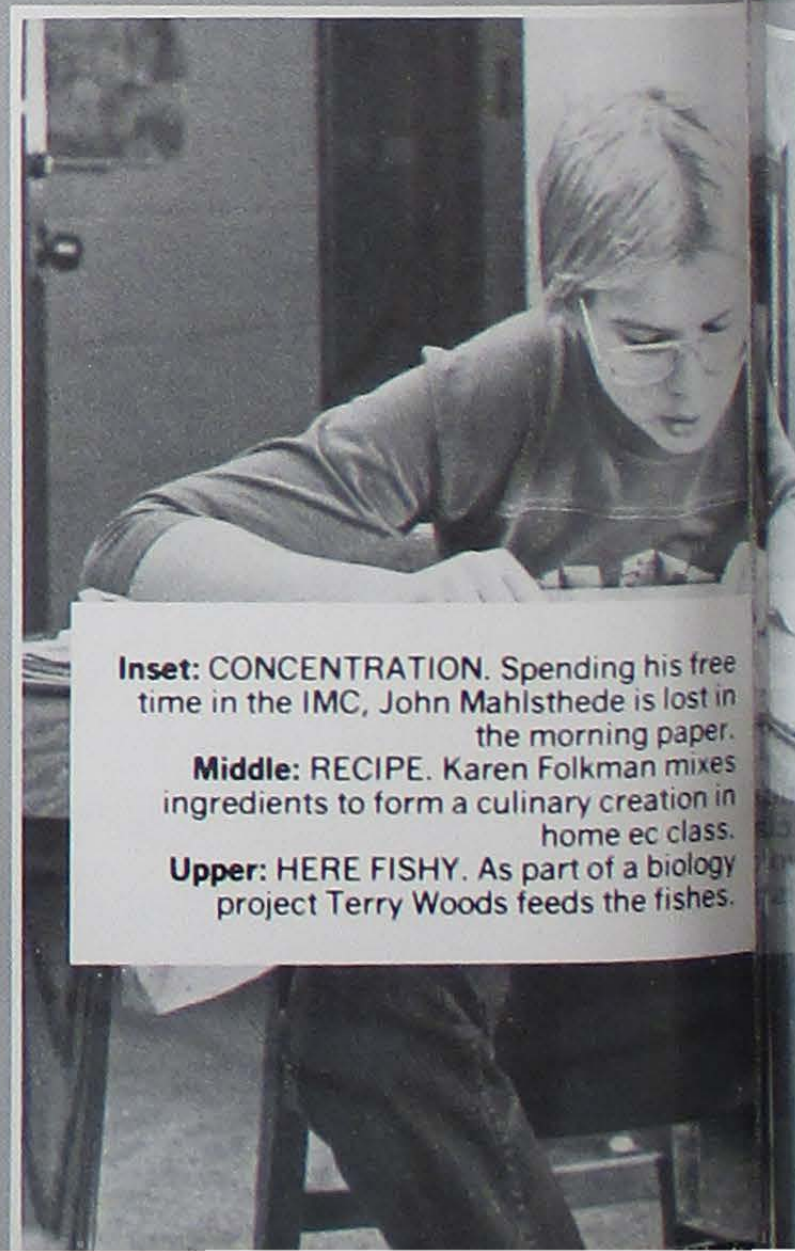 Inset: CONCENTRATION. Spending his free
time in the IMC, John Mahlsthede is lost in
the morning paper.
Middle: RECIPE. Karen Folkman mixes
ingredients to form a culinary creation in
home ec class.
Upper: HERE FISHY. As part of a biology
project Terry Woods feeds the fishes.